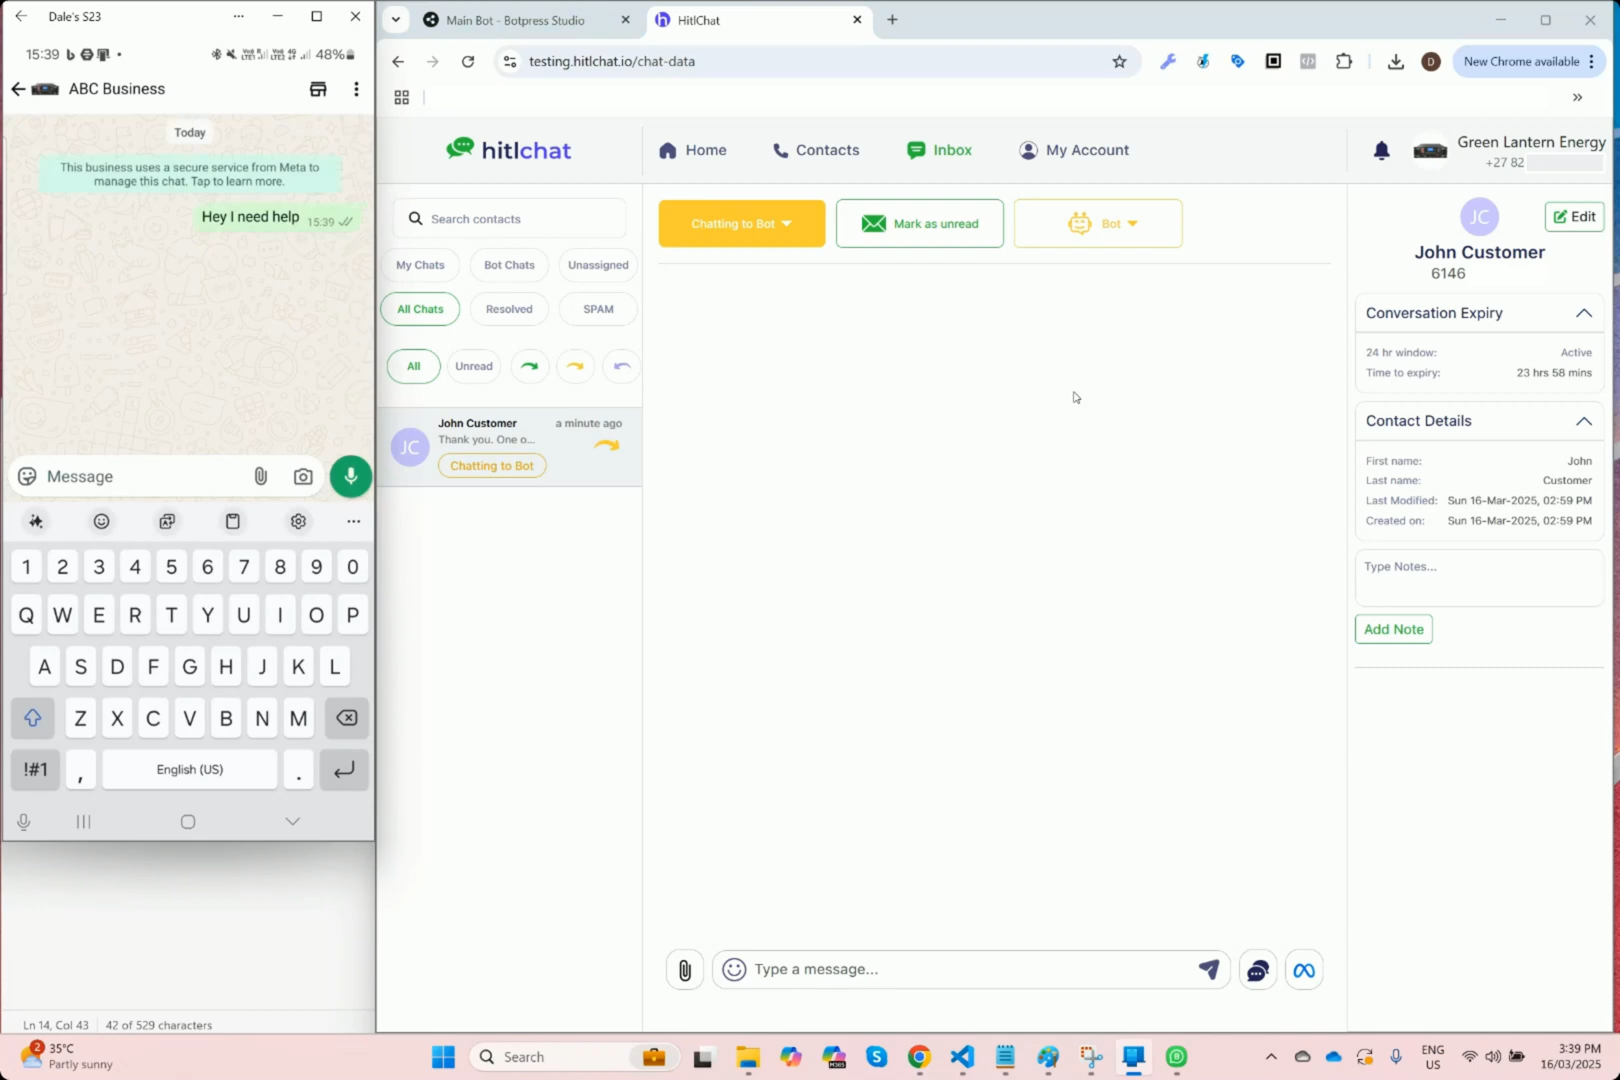 Dale's S23
15:39
48%
ABC Business
Today
This business uses a secure service from Meta to
manage this chat. Tap to learn more.
Hey I need help 15:39
Message
1 2 3 4 5 6 7 8 9 0
Q W E R T Y U I O P
A S D F G H J K L
Z X C V B N M
!#1 , English (US) .
Ln 14, Col 43 42 of 529 characters
Main Bot - Botpress Studio
HitlChat
testing.hitlchat.io/chat-data
D
New Chrome available
hitlchat
Home
Contacts
Inbox
My Account
Green Lantern Energy
+27 82
Search contacts
My Chats
Bot Chats
Unassigned
All Chats
Resolved
SPAM
All
Unread
JC
John Customer a minute ago
Thank you. One o...
Chatting to Bot
Chatting to Bot
Mark as unread
Bot
Type a message...
JC
Edit
John Customer
6146
Conversation Expiry
24 hr window: Active
Time to expiry: 23 hrs 58 mins
Contact Details
First name: John
Last name: Customer
Last Modified: Sun 16-Mar-2025, 02:59 PM
Created on: Sun 16-Mar-2025, 02:59 PM
Type Notes...
Add Note
2
35°C
Partly sunny
Search
ENG
US
3:39 PM
16/03/2025